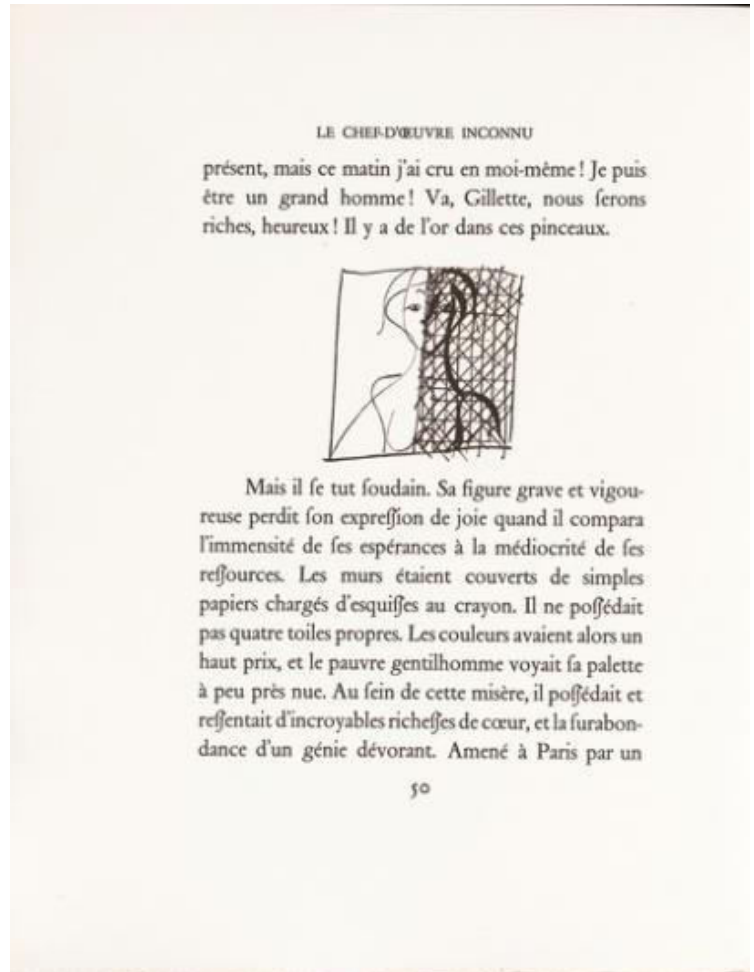 LE CHEF-D'ŒUVRE INCONNU
présent, mais ce matin j'ai cru en moi-même! Je puis
être un grand homme! Va, Gillette, nous ſerons
riches, heureux! Il y a de l'or dans ces pinceaux.
Mais il ſe tut ſoudain. Sa figure grave et vigou-
reuse perdit ſon expreſſion de joie quand il compara
l'immensité de ſes espérances à la médiocrité de ſes
reſſources. Les murs étaient couverts de simples
papiers chargés d'esquiſſes au crayon. Il ne poſſédait
pas quatre toiles propres. Les couleurs avaient alors un
haut prix, et le pauvre gentilhomme voyait ſa palette
à peu près nue. Au ſein de cette misère, il poſſédait et
reſſentait d'incroyables richeſſes de cœur, et la ſurabon-
dance d'un génie dévorant. Amené à Paris par un
50